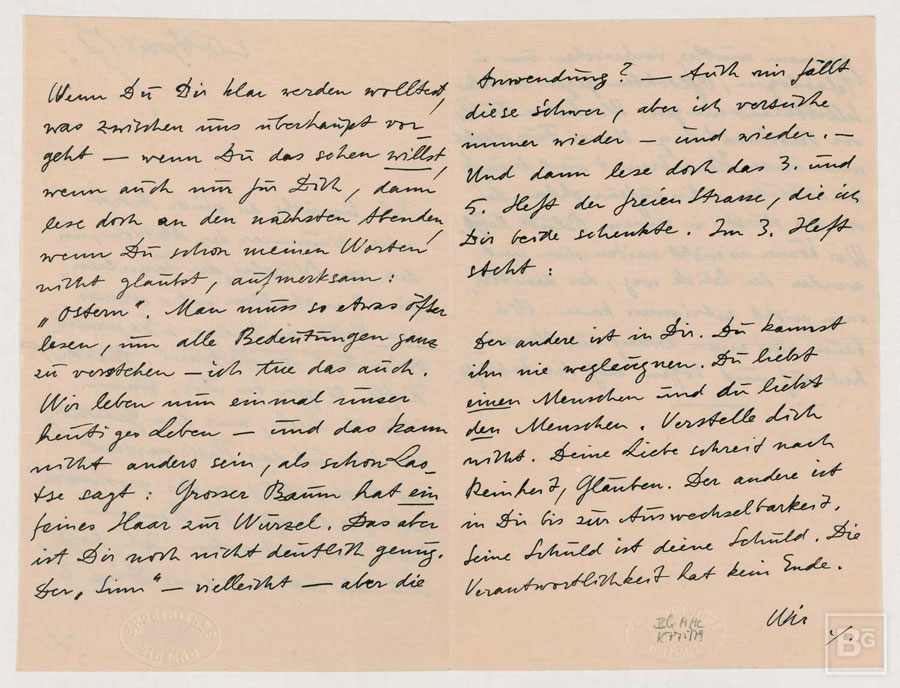 Wenn Du Dir klar werden wolltest,
was zwischen uns überhaupt vor_
geht — wenn Du das sehen willst,
wenn auch nur für Dich, dann
lese doch an den nächsten Abenden,
wenn Du schon meinen Worten
nicht glaubst, aufmerksam:
„Ostern“. Man muss so etwas öfter
lesen, um alle Bedeutungen ganz
zu verstehen — ich tue das auch.
Wir leben nun einmal unser
heutiges Leben — und das kann
nicht anders sein, als schon Lao_
tse sagt: Grosser Baum hat ein
feines Haar zur Wurzel. Das aber
ist Dir noch nicht deutlich genug.
Der „Sinn“ — vielleicht — aber die
Anwendung? — Auch mir fällt
diese schwer, aber ich versuche
immer wieder — und wieder. —
Und dann lese doch das 3. und
5. Heft der freien Strasse, die ich
Dir beide schenkte. Im 3. Heft
steht:
Der andere ist in Dir. Du kannst
ihn nie wegleugnen. Du liebst
einen Menschen und du liebst
den Menschen. Verstelle dich
nicht. Deine Liebe schreit nach
Reinheit, Glauben. Der andere ist
in Dir bis zur Auswechselbarkeit.
Seine Schuld ist deine Schuld. Die
Verantwortlichkeit hat kein Ende.
Wir ./.
BG